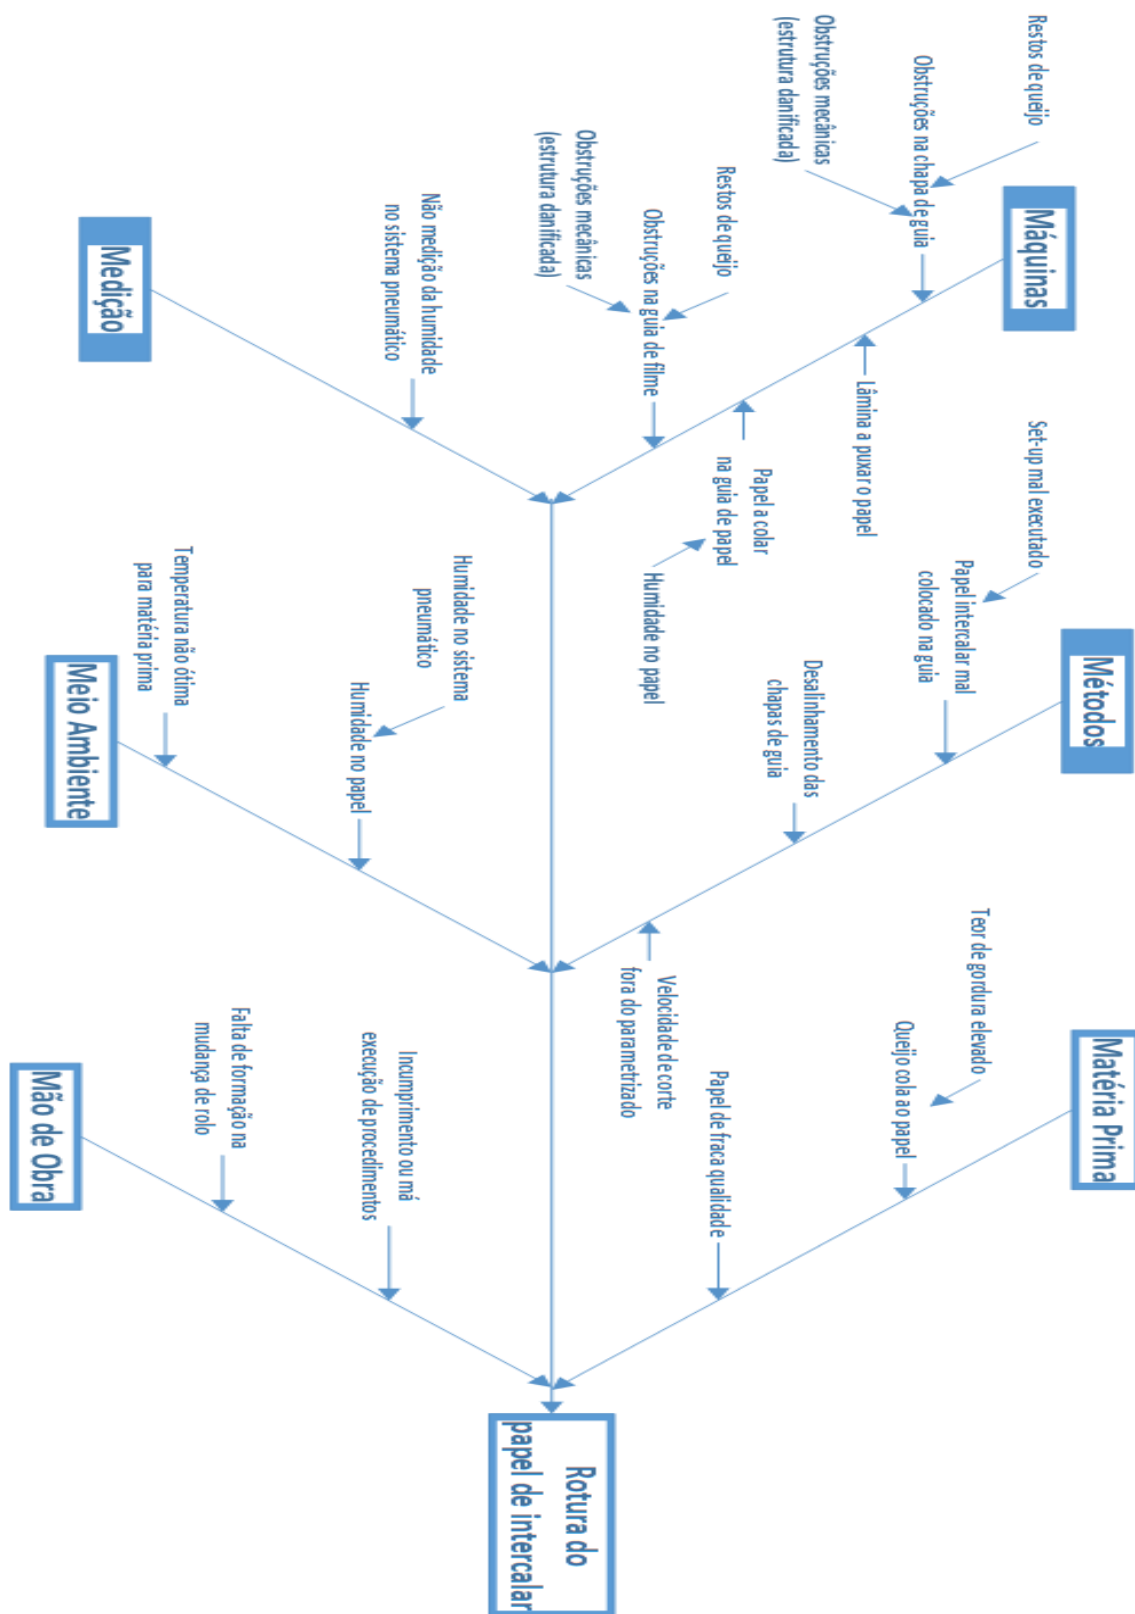 Máquinas
Restos de queijo
Obstruções na chapa de guia
Obstruções mecânicas
(estrutura danificada)
Lâmina a puxar o papel
Papel a colar
na guia de papel
Humidade no papel
Restos de queijo
Obstruções na guia de filme
Obstruções mecânicas
(estrutura danificada)
Métodos
Set-up mal executado
Papel intercalar mal
colocado na guia
Desalinhamento das
chapas de guia
Velocidade de corte
fora do parametrizado
Matéria Prima
Teor de gordura elevado
Queijo cola ao papel
Papel de fraca qualidade
Rotura do
papel de intercalar
Medição
Não medição da humidade
no sistema pneumático
Meio Ambiente
Humidade no sistema
pneumático
Humidade no papel
Temperatura não ótima
para matéria prima
Mão de Obra
Incumprimento ou má
execução de procedimentos
Falta de formação na
mudança de rolo